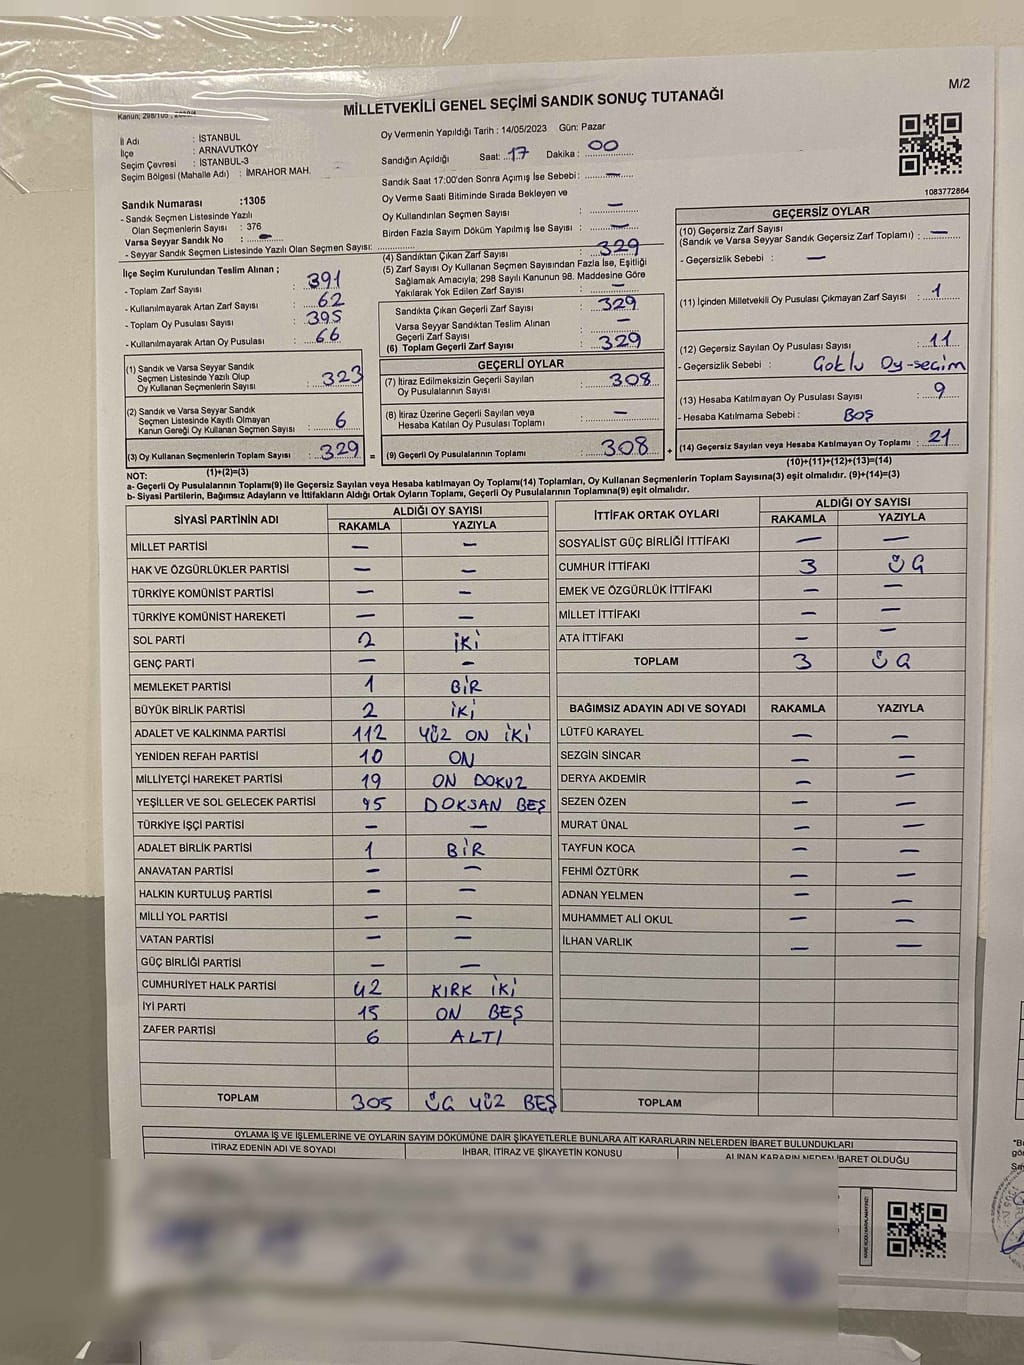 M/2
MİLLETVEKİLİ GENEL SEÇİMİ SANDIK SONUÇ TUTANAĞI
Kanun; 298/105
İl Adı : İSTANBUL
İlçe : ARNAVUTKÖY
Seçim Çevresi : İSTANBUL-3
Seçim Bölgesi (Mahalle Adı) : İMRAHOR MAH.
Oy Vermenin Yapıldığı Tarih : 14/05/2023 Gün: Pazar
Sandığın Açıldığı Saat: 17 Dakika: 00
Sandık Saat 17:00'den Sonra Açımış İse Sebebi: —
Oy Verme Saati Bitiminde Sırada Bekleyen ve
Oy Kullandırılan Seçmen Sayısı : —
Birden Fazla Sayım Döküm Yapılmış İse Sayısı : —
1083772864
Sandık Numarası :1305
- Sandık Seçmen Listesinde Yazılı
Olan Seçmenlerin Sayısı : 376
Varsa Seyyar Sandık No :
- Seyyar Sandık Seçmen Listesinde Yazılı Olan Seçmen Sayısı:
İlçe Seçim Kurulundan Teslim Alınan ;
- Toplam Zarf Sayısı : 391
- Kullanılmayarak Artan Zarf Sayısı : 62
- Toplam Oy Pusulası Sayısı : 395
- Kullanılmayarak Artan Oy Pusulası : 66
(1) Sandık ve Varsa Seyyar Sandık
Seçmen Listesinde Yazılı Olup
Oy Kullanan Seçmenlerin Sayısı : 323
(2) Sandık ve Varsa Seyyar Sandık
Seçmen Listesinde Kayıtlı Olmayan
Kanun Gereği Oy Kullanan Seçmen Sayısı : 6
(3) Oy Kullanan Seçmenlerin Toplam Sayısı : 329 =
(1)+(2)=(3)
(4) Sandıktan Çıkan Zarf Sayısı : 329
(5) Zarf Sayısı Oy Kullanan Seçmen Sayısından Fazla İse, Eşitliği
Sağlamak Amacıyla; 298 Sayılı Kanunun 98. Maddesine Göre
Yakılarak Yok Edilen Zarf Sayısı : —
Sandıkta Çıkan Geçerli Zarf Sayısı : 329
Varsa Seyyar Sandıktan Teslim Alınan
Geçerli Zarf Sayısı : —
(6) Toplam Geçerli Zarf Sayısı : 329
GEÇERLİ OYLAR
(7) İtiraz Edilmeksizin Geçerli Sayılan
Oy Pusulalarının Sayısı : 308
(8) İtiraz Üzerine Geçerli Sayılan veya
Hesaba Katılan Oy Pusulası Toplamı : —
(9) Geçerli Oy Pusulalarının Toplamı : 308 +
GEÇERSİZ OYLAR
(10) Geçersiz Zarf Sayısı
(Sandık ve Varsa Seyyar Sandık Geçersiz Zarf Toplamı) : —
- Geçersizlik Sebebi : —
(11) İçinden Milletvekili Oy Pusulası Çıkmayan Zarf Sayısı : 1
(12) Geçersiz Sayılan Oy Pusulası Sayısı : 11
- Geçersizlik Sebebi : Çoklu Oy-seçim
(13) Hesaba Katılmayan Oy Pusulası Sayısı : 9
- Hesaba Katılmama Sebebi : BOŞ
(14) Geçersiz Sayılan veya Hesaba Katılmayan Oy Toplamı : 21
(10)+(11)+(12)+(13)=(14)
NOT:
a- Geçerli Oy Pusulalarının Toplamı(9) ile Geçersiz Sayılan veya Hesaba katılmayan Oy Toplamı(14) Toplamları, Oy Kullanan Seçmenlerin Toplam Sayısına(3) eşit olmalıdır. (9)+(14)=(3)
b- Siyasi Partilerin, Bağımsız Adayların ve İttifakların Aldığı Ortak Oyların Toplamı, Geçerli Oy Pusulalarının Toplamına(9) eşit olmalıdır.
SİYASİ PARTİNİN ADI ALDIĞI OY SAYISI
RAKAMLA YAZIYLA
MİLLET PARTİSİ — —
HAK VE ÖZGÜRLÜKLER PARTİSİ — —
TÜRKİYE KOMÜNİST PARTİSİ — —
TÜRKİYE KOMÜNİST HAREKETİ — —
SOL PARTİ 2 İKİ
GENÇ PARTİ — —
MEMLEKET PARTİSİ 1 BİR
BÜYÜK BİRLİK PARTİSİ 2 İKİ
ADALET VE KALKINMA PARTİSİ 112 YÜZ ON İKİ
YENİDEN REFAH PARTİSİ 10 ON
MİLLİYETÇİ HAREKET PARTİSİ 19 ON DOKUZ
YEŞİLLER VE SOL GELECEK PARTİSİ 95 DOKSAN BEŞ
TÜRKİYE İŞÇİ PARTİSİ — —
ADALET BİRLİK PARTİSİ 1 BİR
ANAVATAN PARTİSİ — —
HALKIN KURTULUŞ PARTİSİ — —
MİLLİ YOL PARTİSİ — —
VATAN PARTİSİ — —
GÜÇ BİRLİĞİ PARTİSİ — —
CUMHURİYET HALK PARTİSİ 42 KIRK İKİ
İYİ PARTİ 15 ON BEŞ
ZAFER PARTİSİ 6 ALTI
TOPLAM 305 ÜÇ YÜZ BEŞ
İTTİFAK ORTAK OYLARI ALDIĞI OY SAYISI
RAKAMLA YAZIYLA
SOSYALİST GÜÇ BİRLİĞİ İTTİFAKI — —
CUMHUR İTTİFAKI 3 ÜÇ
EMEK VE ÖZGÜRLÜK İTTİFAKI — —
MİLLET İTTİFAKI — —
ATA İTTİFAKI — —
TOPLAM 3 ÜÇ
BAĞIMSIZ ADAYIN ADI VE SOYADI RAKAMLA YAZIYLA
LÜTFÜ KARAYEL — —
SEZGİN SİNCAR — —
DERYA AKDEMİR — —
SEZEN ÖZEN — —
MURAT ÜNAL — —
TAYFUN KOCA — —
FEHMİ ÖZTÜRK — —
ADNAN YELMEN — —
MUHAMMET ALİ OKUL — —
İLHAN VARLIK — —
TOPLAM
OYLAMA İŞ VE İŞLEMLERİNE VE OYLARIN SAYIM DÖKÜMÜNE DAİR ŞİKAYETLERLE BUNLARA AİT KARARLARIN NELERDEN İBARET BULUNDUKLARI
İTİRAZ EDENİN ADI VE SOYADI İHBAR, İTİRAZ VE ŞİKAYETİN KONUSU ALINAN KARARIN NEDEN İBARET OLDUĞU